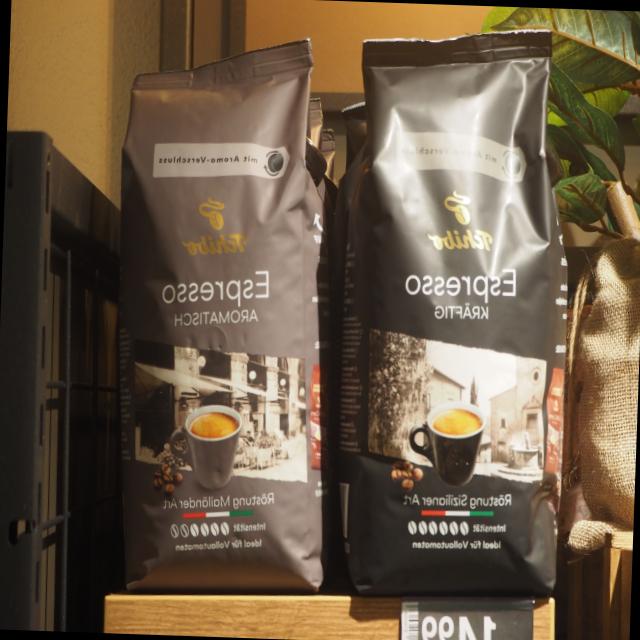 mit Aroma-Verschluss
Tchibo
Espresso
AROMATISCH
Röstung Mailänder Art
Intensität
Ideal für Vollautomaten
mit Aroma-Verschluss
Tchibo
Espresso
KRÄFTIG
Röstung Sizilianer Art
Intensität
Ideal für Vollautomaten
1499